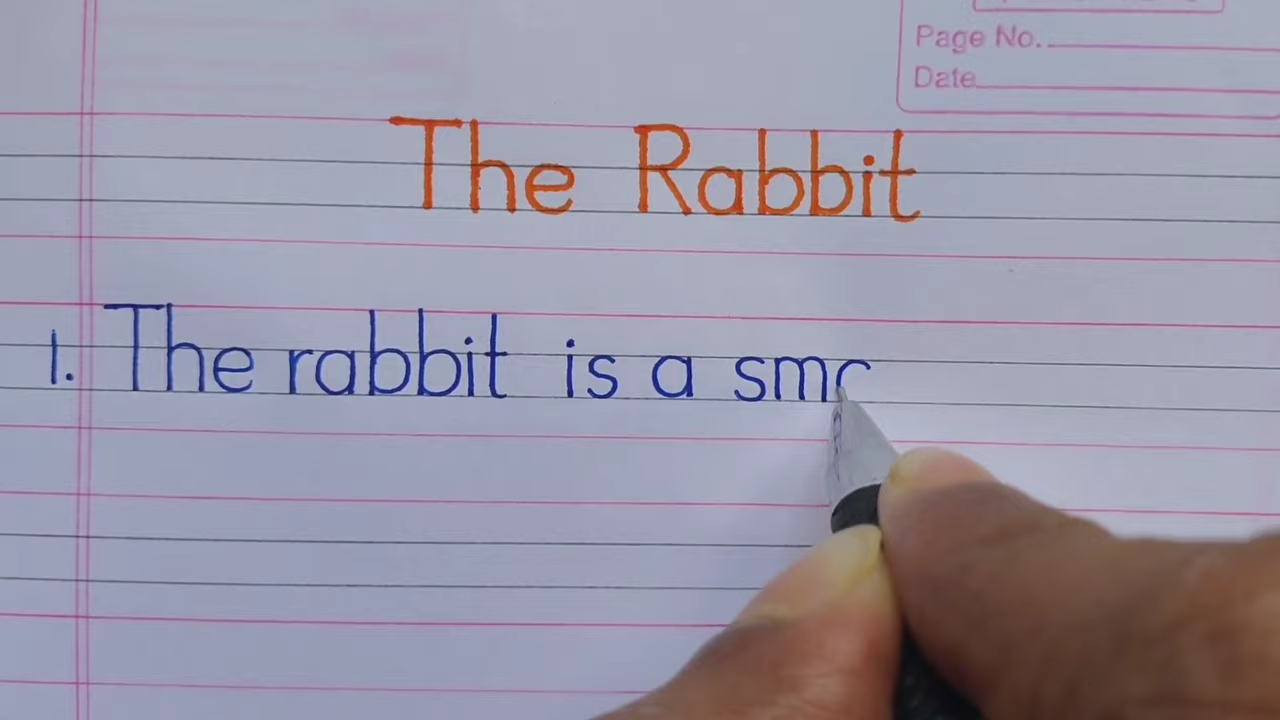 Page No.
Date
The Rabbit
1. The rabbit is a